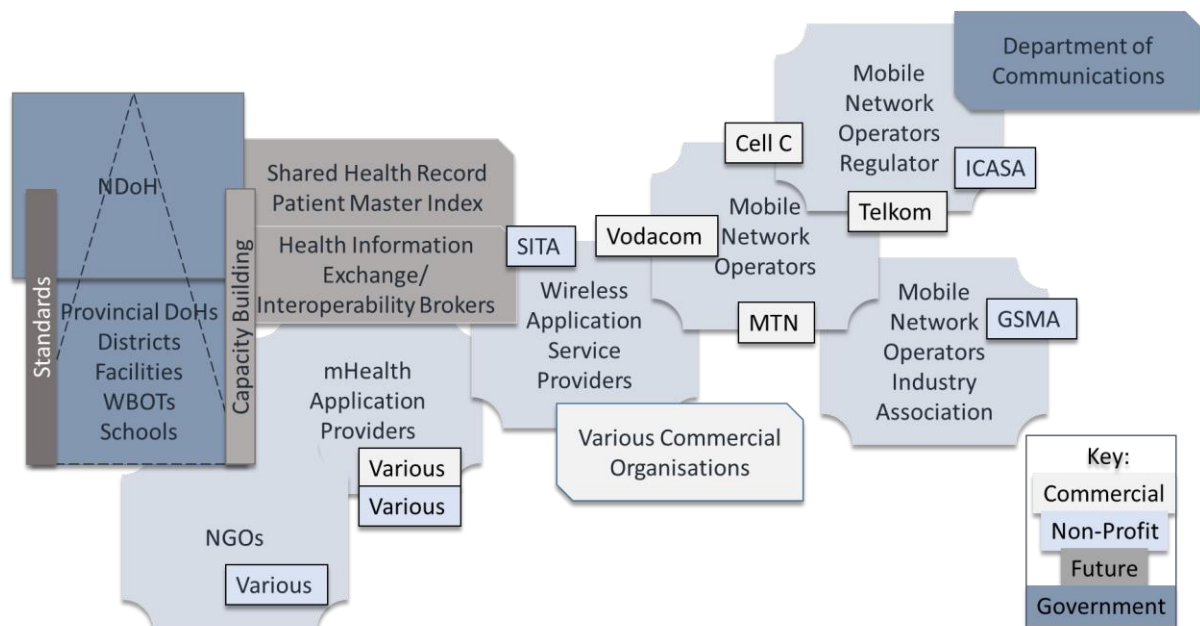 Department of
Communications
Mobile
Network
Operators
Regulator
Cell C
ICASA
Telkom
NDoH
Shared Health Record
Patient Master Index
SITA
Health Information
Exchange/
Interoperability Brokers
Vodacom
Mobile
Network
Operators
MTN
Mobile
Network
Operators
Industry
Association
GSMA
Standards
Provincial DoHs
Districts
Facilities
WBOTs
Schools
Capacity Building
Wireless
Application
Service
Providers
mHealth
Application
Providers
Various
Various
Various Commercial
Organisations
NGOs
Various
Key:
Commercial
Non-Profit
Future
Government